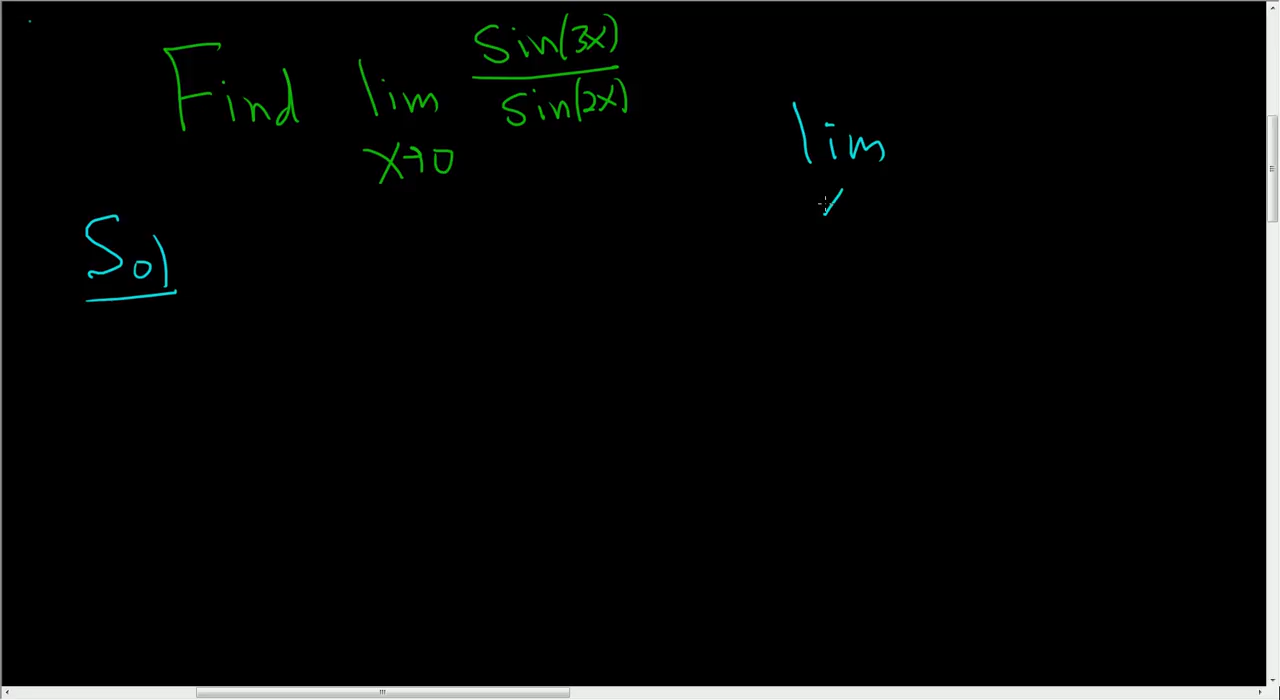 Find lim sin(3x)/sin(2x)
x→0
lim
Sol